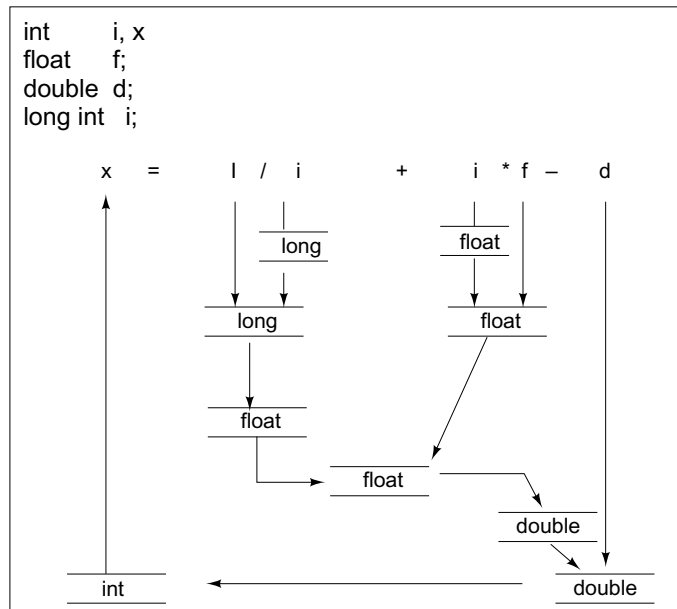 int i, x
float f;
double d;
long int i;
x = l / i + i * f – d
long
float
long
float
float
float
double
int
double